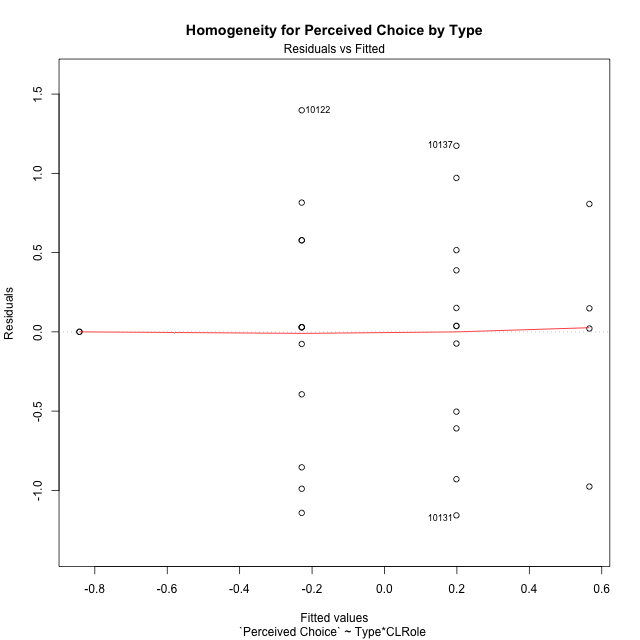 Homogeneity for Perceived Choice by Type
Residuals vs Fitted
1.5
1.0
0.5
0.0
-0.5
-1.0
Residuals
10122
10137
10131
-0.8 -0.6 -0.4 -0.2 0.0 0.2 0.4 0.6
Fitted values
`Perceived Choice` ~ Type*CLRole